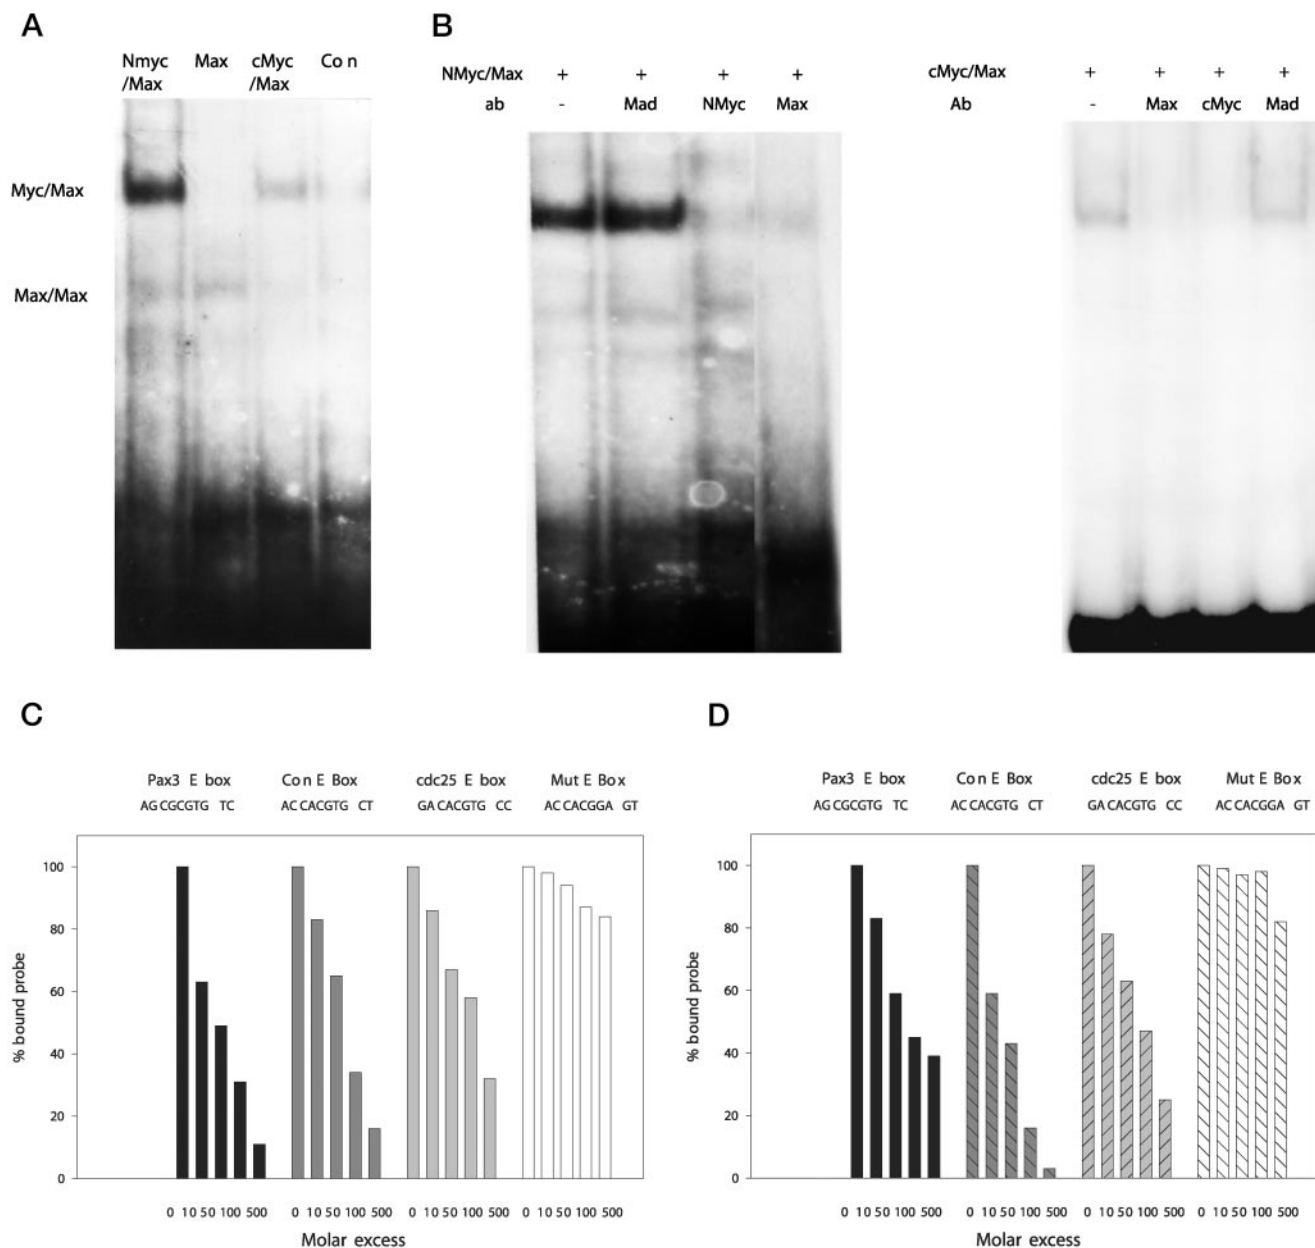 A
Nmyc Max cMyc Con
/Max /Max
Myc/Max
Max/Max
B
NMyc/Max + + + +
ab - Mad NMyc Max
cMyc/Max + + + +
Ab - Max cMyc Mad
C
Pax3 E box Con E Box cdc25 E box Mut E Box
AG CGCGTG TC AC CACGTG CT GA CACGTG CC AC CACGGA GT
% bound probe
100
80
60
40
20
0
0 10 50 100 500 0 10 50 100 500 0 10 50 100 500 0 10 50 100 500
Molar excess
D
Pax3 E box Con E Box cdc25 E box Mut E Box
AG CGCGTG TC AC CACGTG CT GA CACGTG CC AC CACGGA GT
% bound probe
100
80
60
40
20
0
0 10 50 100 500 0 10 50 100 500 0 10 50 100 500 0 10 50 100 500
Molar excess